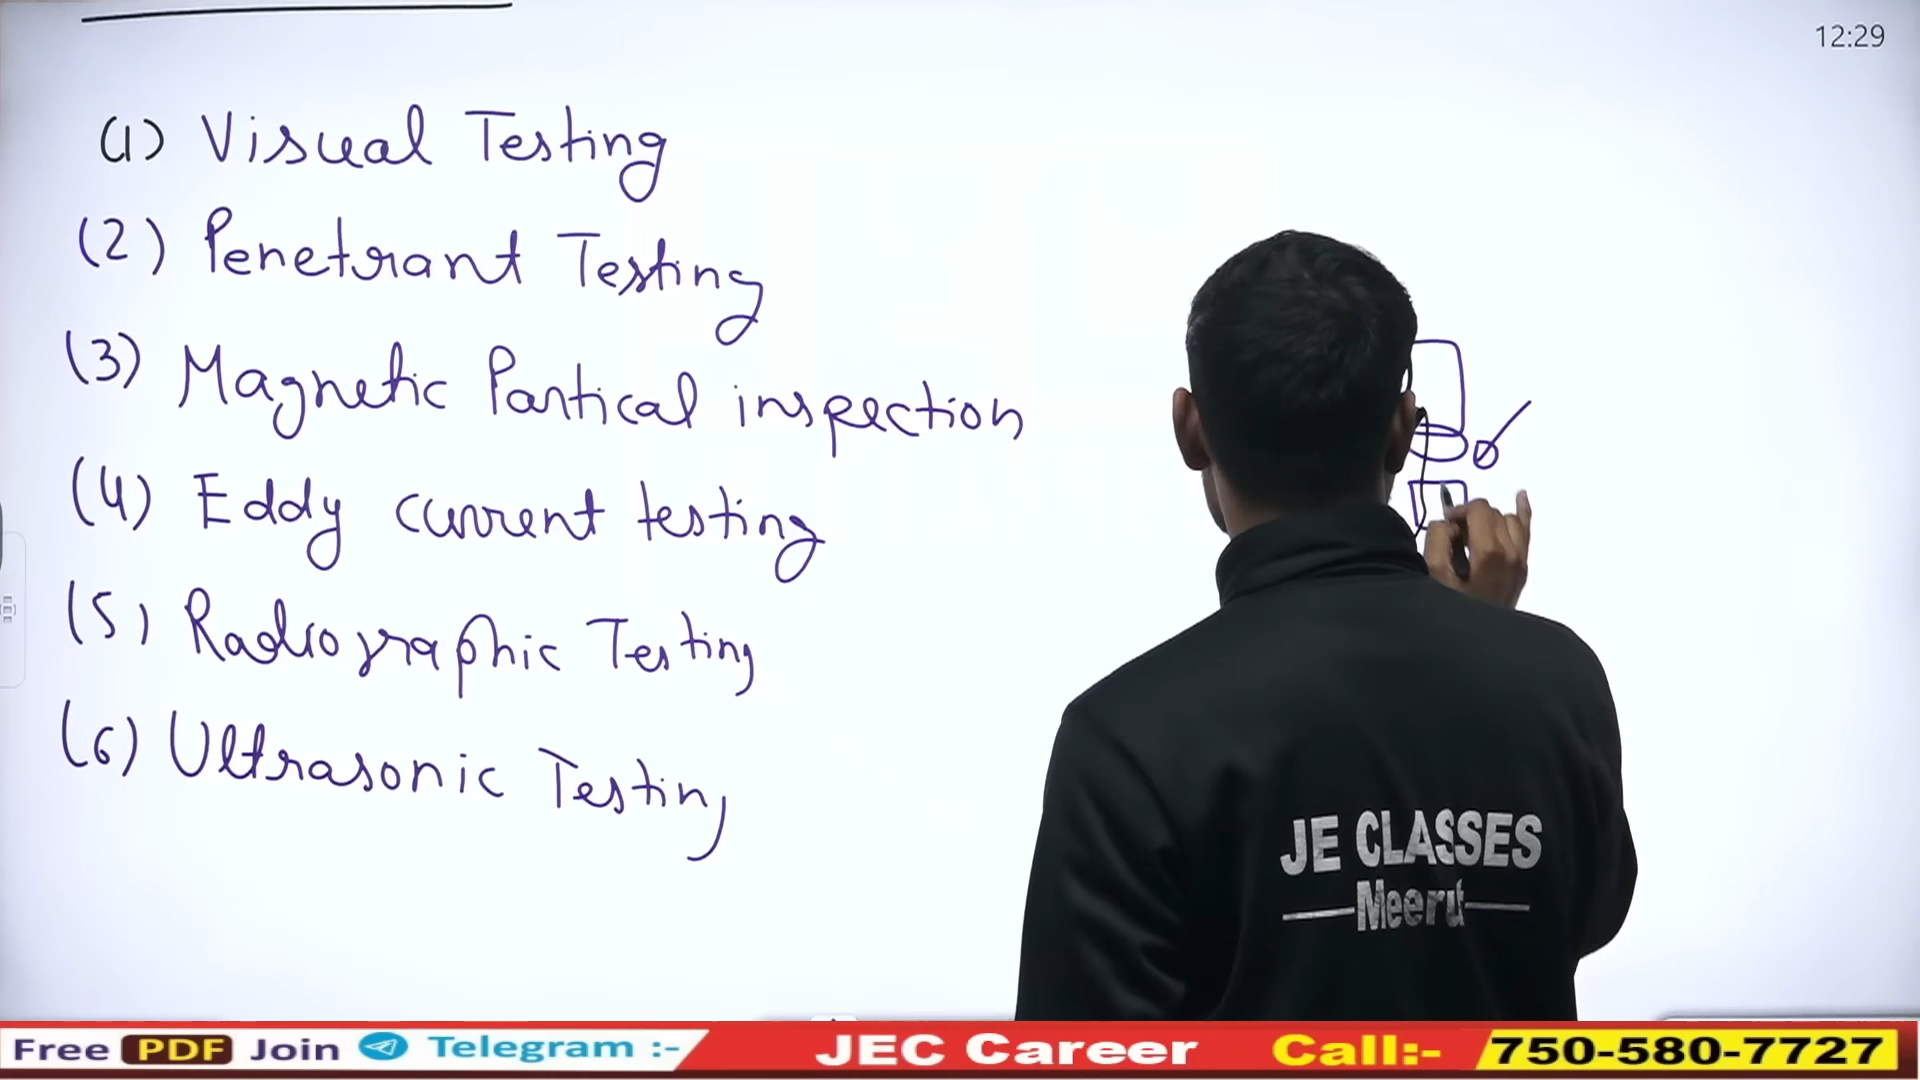 12:29
(1) Visual Testing
(2) Penetrant Testing
(3) Magnetic Partical inspection
(4) Eddy current testing
(5) Radiographic Testing
(6) Ultrasonic Testing
JE CLASSES
Meerut
Free PDF Join Telegram :- JEC Career Call:- 750-580-7727